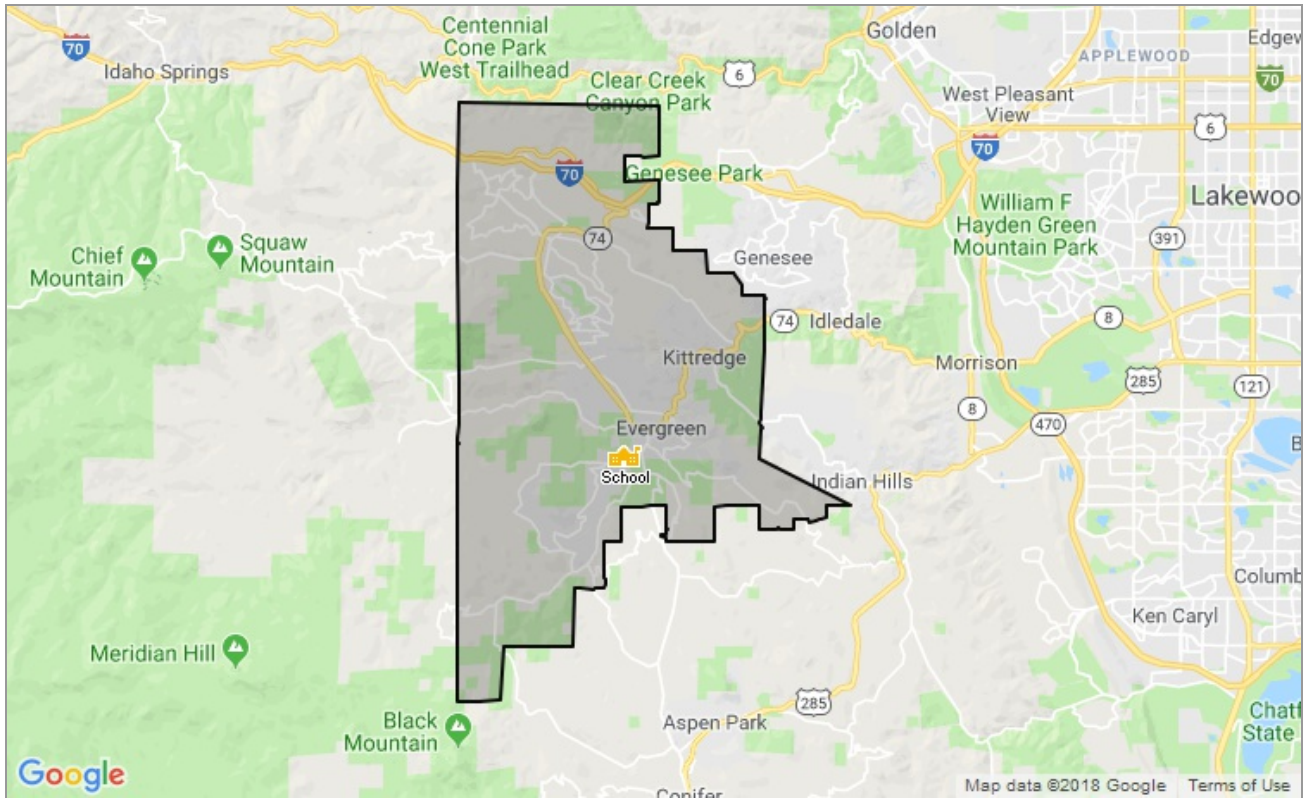 Golden
Edgew
Centennial
Cone Park
West Trailhead
70
Idaho Springs
6
APPLEWOOD
70
Clear Creek
Canyon Park
West Pleasant
View
6
70
70
Genesee Park
Lakewoo
William F
Hayden Green
Mountain Park
391
74
Chief
Mountain
Squaw
Mountain
Genesee
74
Idledale
8
Kittredge
Morrison
285
121
8
470
Evergreen
School
B
Indian Hills
Columb
Ken Caryl
Meridian Hill
285
Black
Mountain
Aspen Park
Chatf
State
Conifer
Google
Map data ©2018 Google
Terms of Use